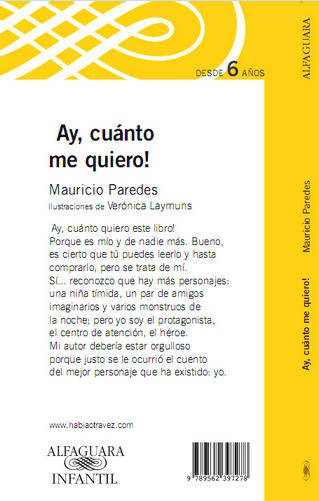 DESDE 6 AÑOS
Ay, cuánto
me quiero!
Mauricio Paredes
Ilustraciones de Verónica Laymuns
Ay, cuánto quiero este libro!
Porque es mío y de nadie más. Bueno,
es cierto que tú puedes leerlo y hasta
comprarlo, pero se trata de mí.
Sí... reconozco que hay más personajes:
una niña tímida, un par de amigos
imaginarios y varios monstruos de
la noche; pero yo soy el protagonista,
el centro de atención, el héroe.
Mi autor debería estar orgulloso
porque justo se le ocurrió el cuento
del mejor personaje que ha existido: yo.
www.habiaotravez.com
ALFAGUARA
INFANTIL
9 789562 397278
ALFAGUARA
Mauricio Paredes
Ay, cuánto me quiero!